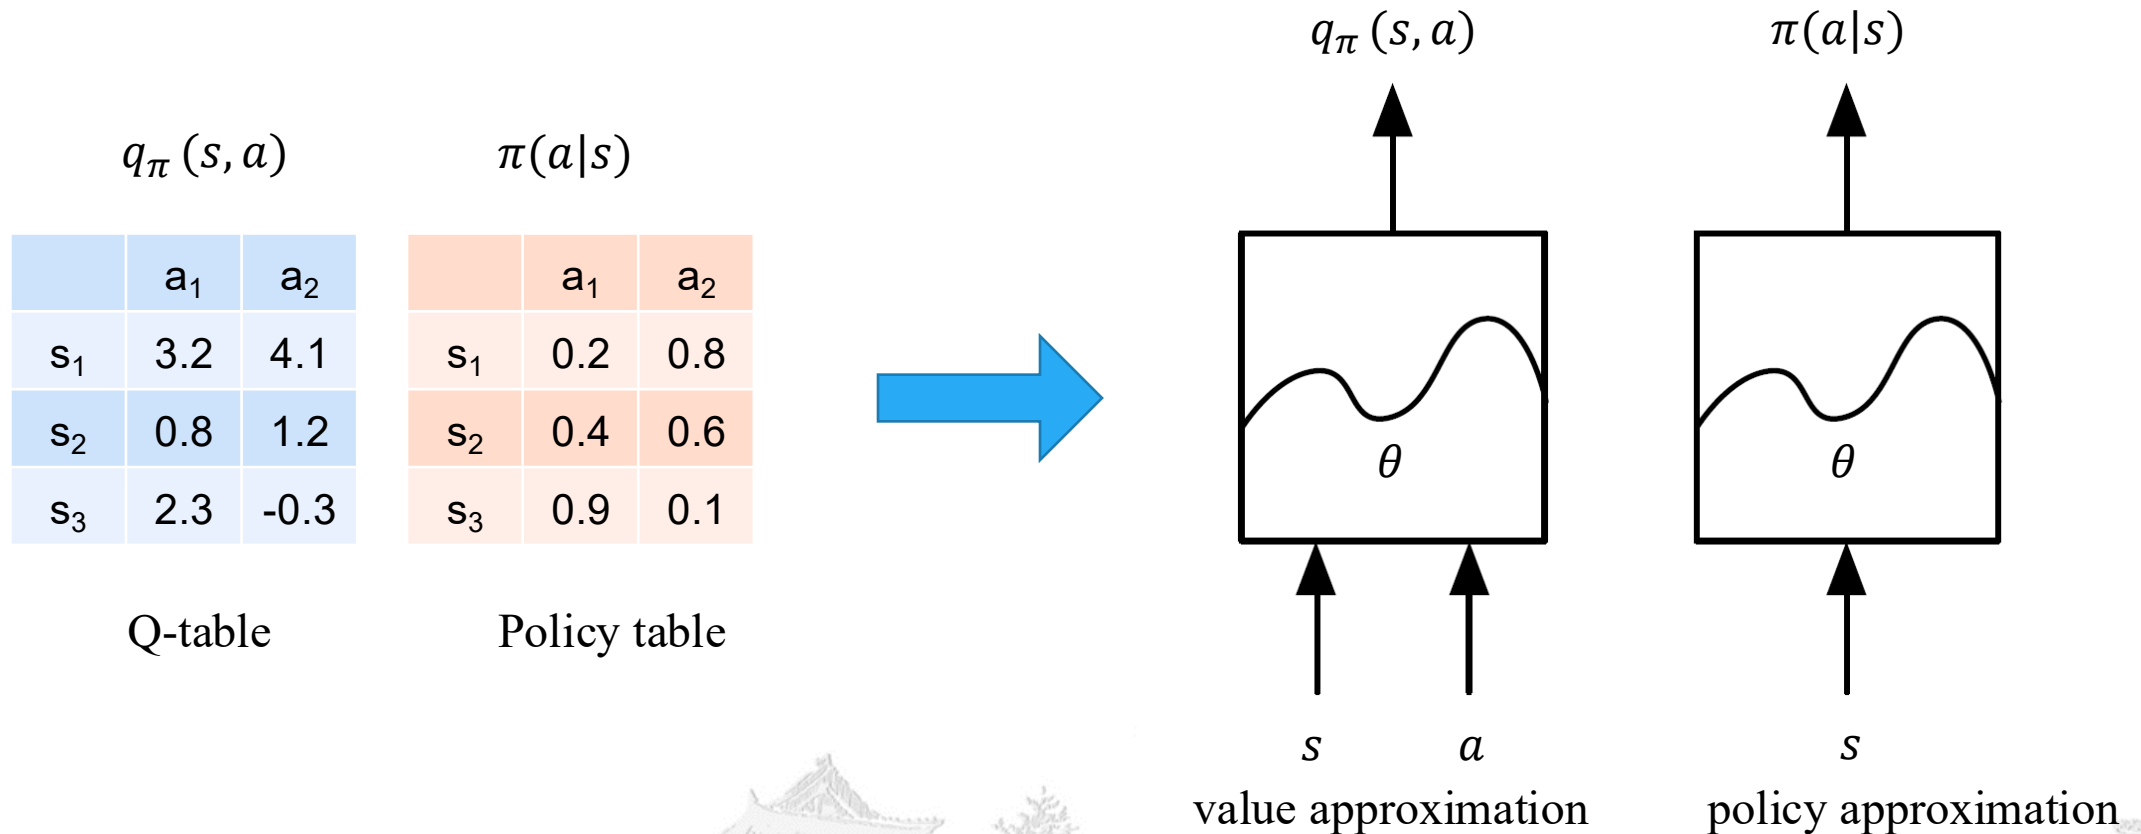 q_π (s, a)
π(a|s)
a₁ a₂
s₁ 3.2 4.1
s₂ 0.8 1.2
s₃ 2.3 -0.3
Q-table
a₁ a₂
s₁ 0.2 0.8
s₂ 0.4 0.6
s₃ 0.9 0.1
Policy table
q_π (s, a)
θ
s a
value approximation
π(a|s)
θ
s
policy approximation